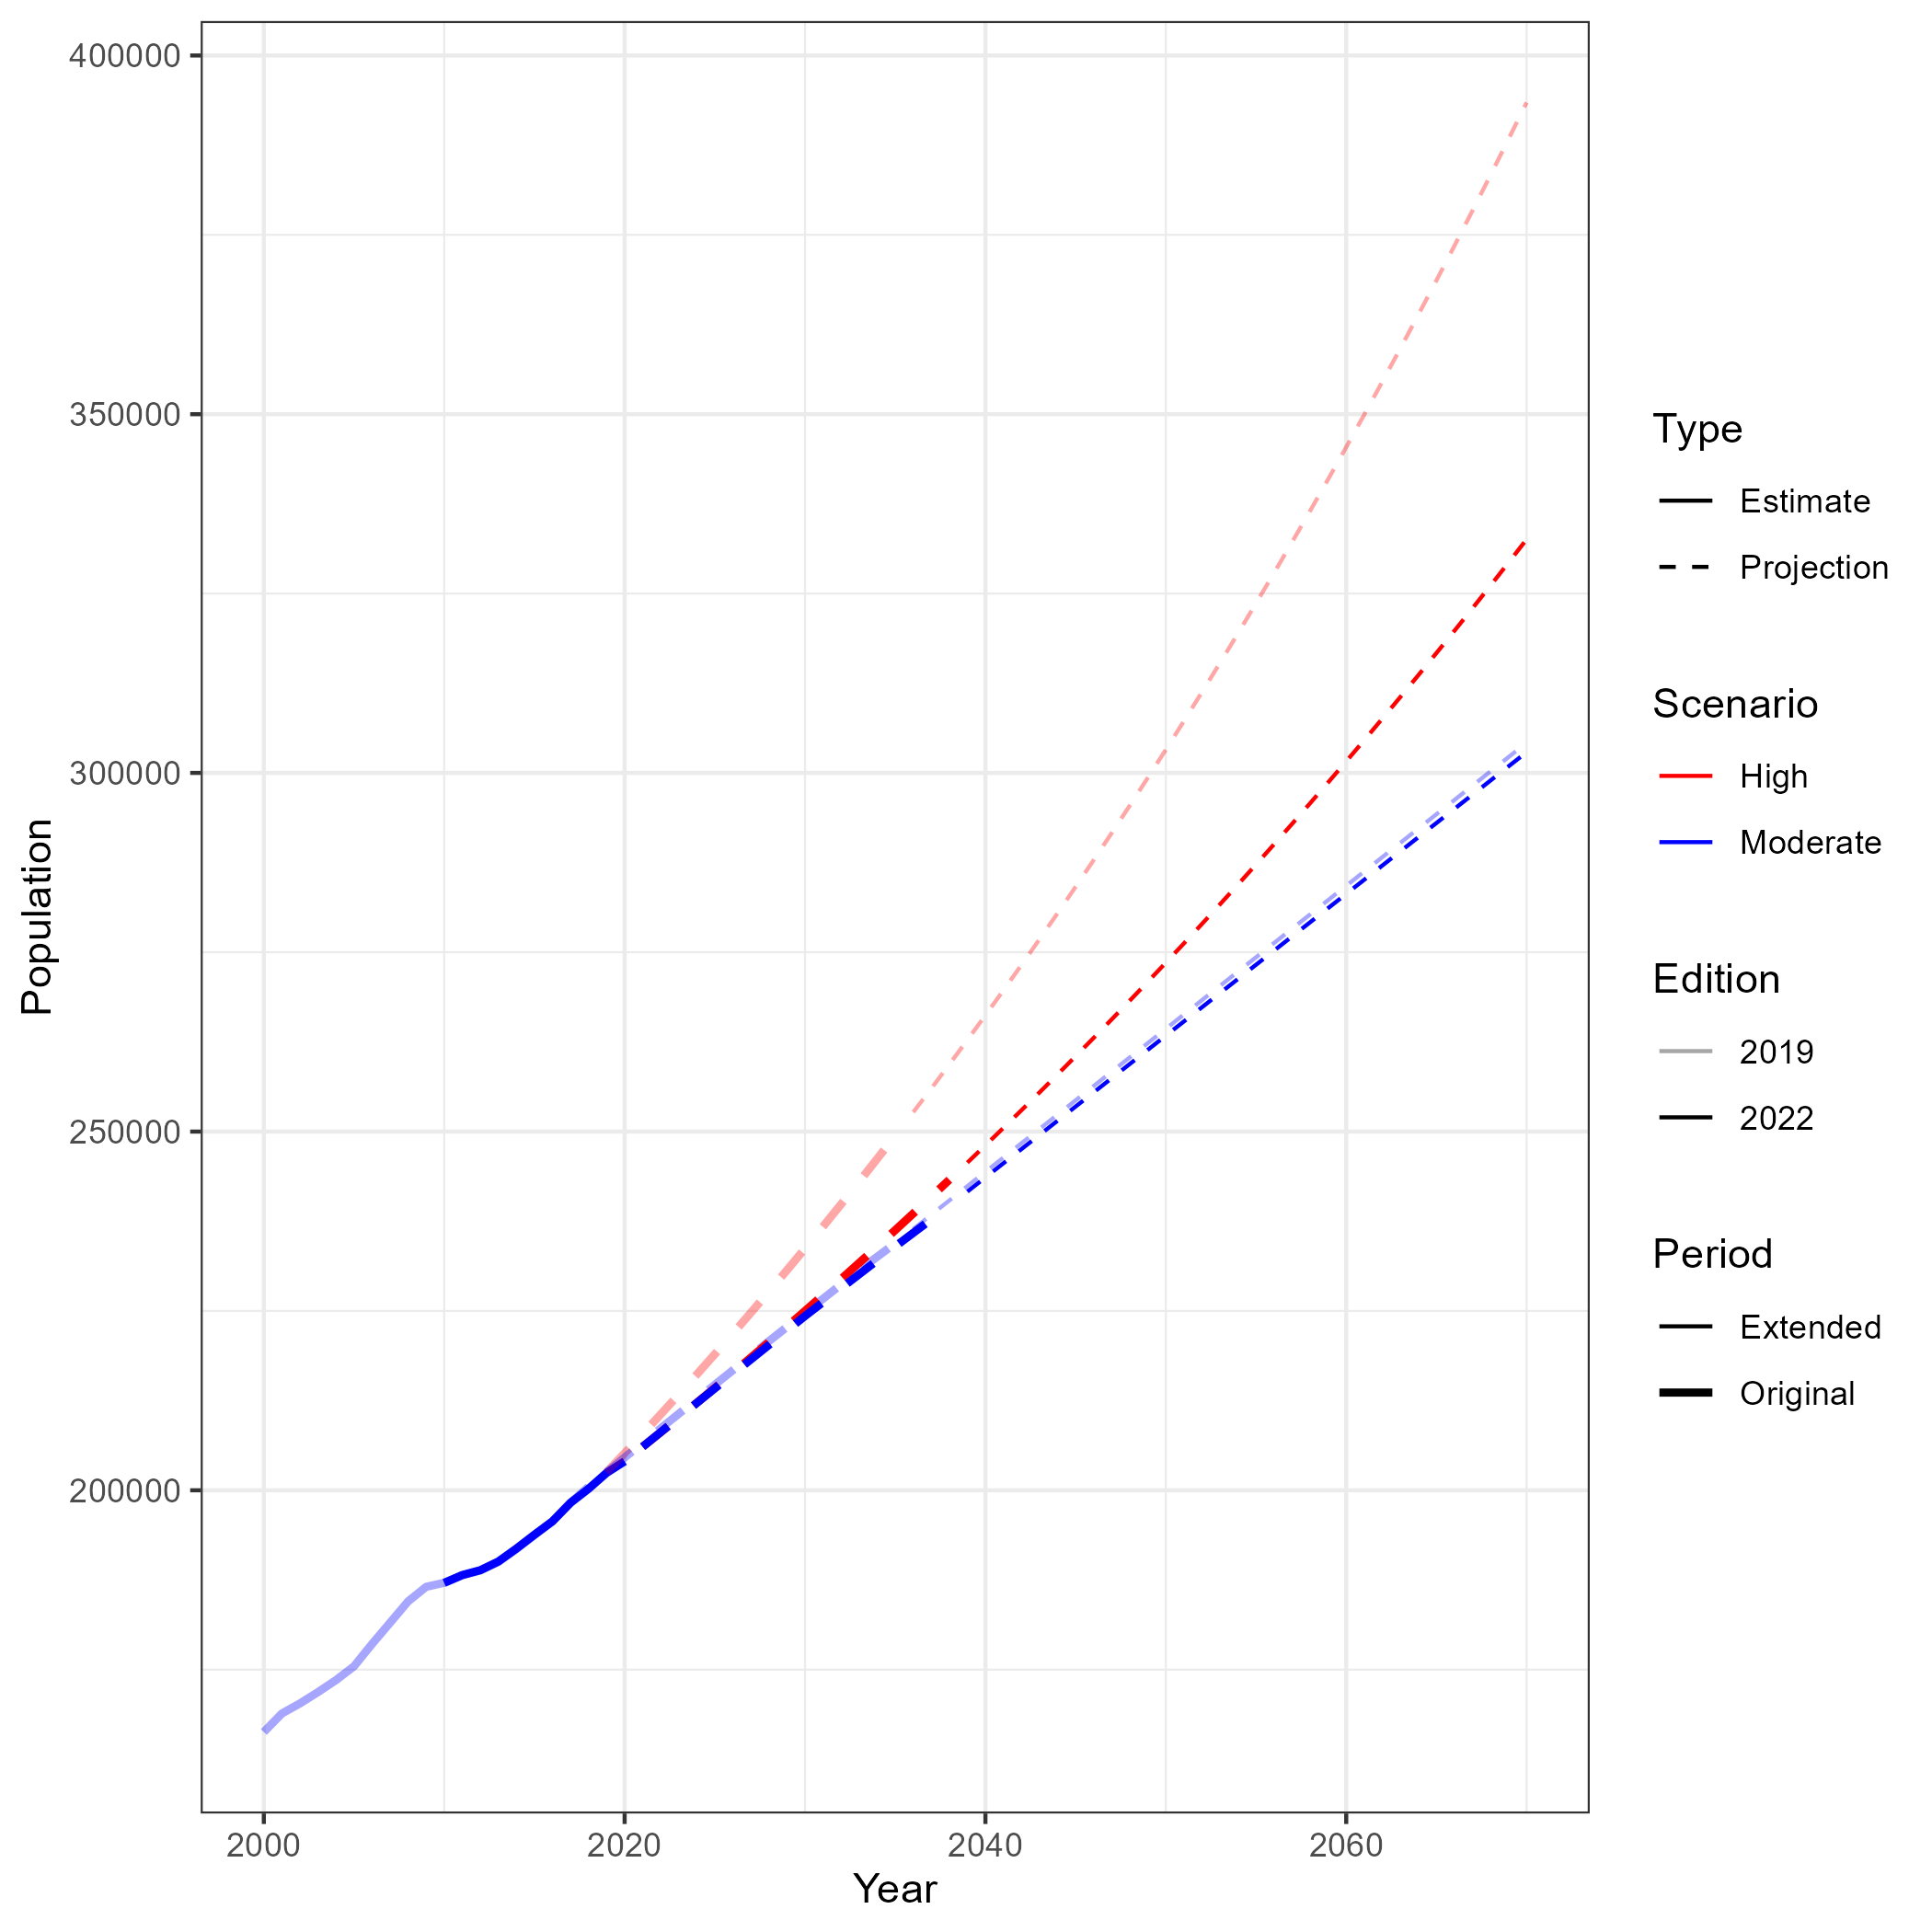 400000
350000
300000
250000
200000
2000
2020
2040
2060
Year
Population
Type
Estimate
Projection
Scenario
High
Moderate
Edition
2019
2022
Period
Extended
Original